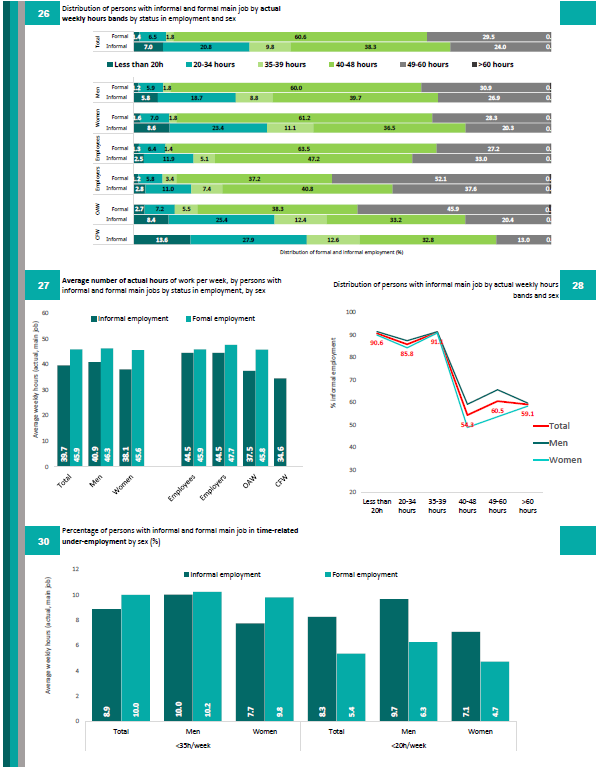 26
Distribution of persons with informal and formal main job by actual
weekly hours bands by status in employment and sex
Total
Formal 6.5 1.8 60.6 29.5
Informal 7.0 20.8 9.8 38.3 24.0
Less than 20h 20-34 hours 35-39 hours 40-48 hours 49-60 hours >60 hours
Men
Formal 5.9 1.8 60.0 30.9
Informal 5.8 18.7 8.8 39.7 26.9
Women
Formal 7.0 1.8 61.2 28.3
Informal 8.6 23.4 11.1 36.5 20.3
Employees
Formal 6.4 1.4 63.5 27.2
Informal 2.5 11.9 5.1 47.2 33.0
Employers
Formal 5.8 3.4 37.2 52.1
Informal 2.8 11.0 7.4 40.8 37.6
OAW
Formal 2.7 7.2 5.5 38.3 45.9
Informal 8.4 25.4 12.4 33.2 20.4
CFW
Informal 13.6 27.9 12.6 32.8 13.0
Distribution of formal and informal employment (%)
27
Average number of actual hours of work per week, by persons with
informal and formal main jobs by status in employment, by sex
Average weekly hours (actual, main job)
Informal employment Fomal employment
60
50
40
30
20
10
0
39.7 45.9 40.9 46.3 38.1 45.6 44.5 45.9 44.5 47.7 37.5 45.8 34.6
Total Men Women Employees Employers OAW CFW
28
Distribution of persons with informal main job by actual weekly hours
bands and sex
% informal employment
100
90
80
70
60
50
40
30
20
90.6 85.8 54.3 60.5 59.1
Total
Men
Women
Less than 20-34 35-39 40-48 49-60 >60
20h hours hours hours hours hours
30
Percentage of persons with informal and formal main job in time-related
under-employment by sex (%)
Average weekly hours (actual, main job)
Informal employment Fomal employment
12
10
8
6
4
2
0
8.9 10.0 10.0 10.2 7.7 9.8 8.3 5.4 9.7 6.3 7.1 4.7
Total Men Women Total Men Women
<35h/week <20h/week